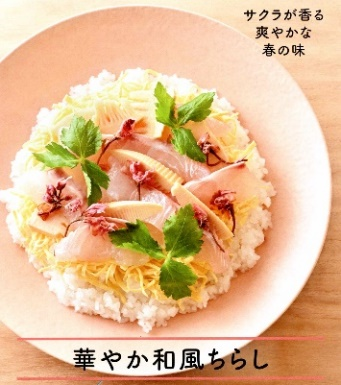 サクラが香る
爽やかな
春の味
華やか和風ちらし